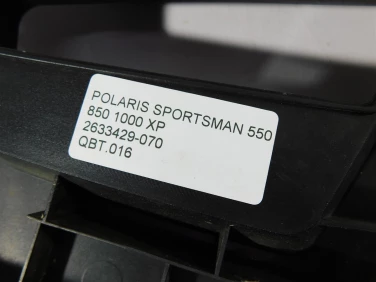 POLARIS SPORTSMAN 550
850 1000 XP
2633429-070
QBT.016